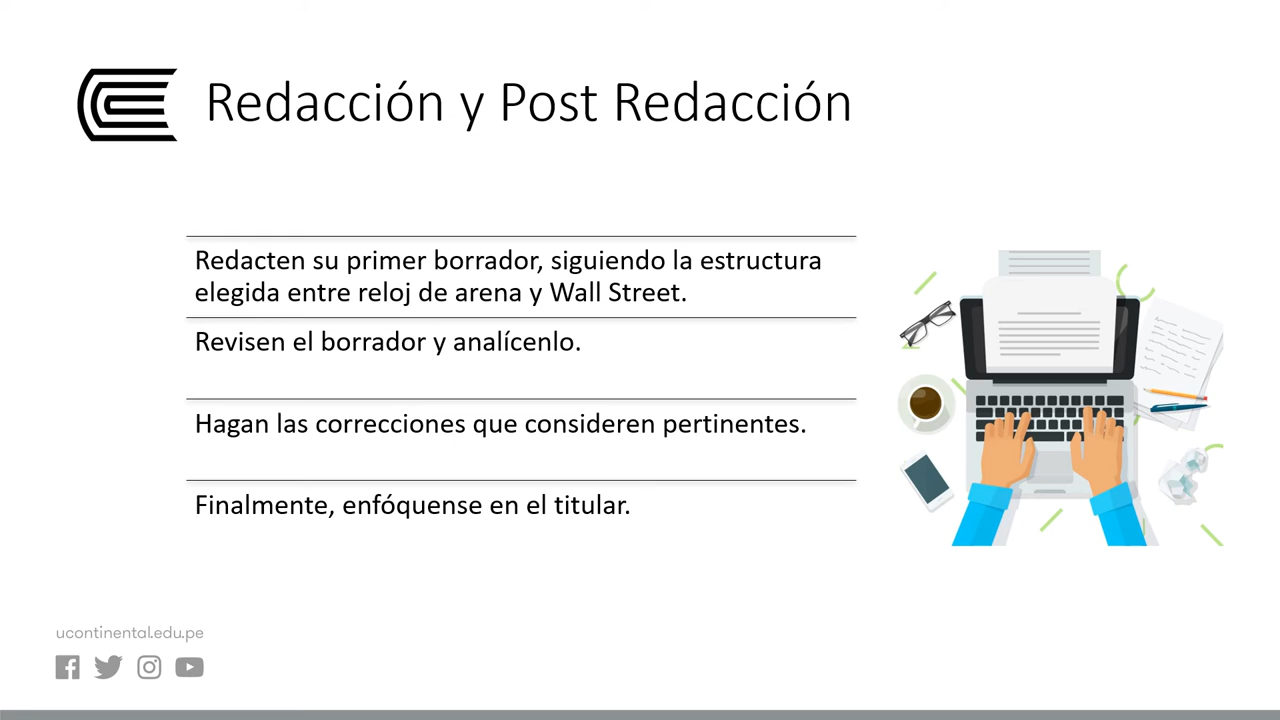 Redacción y Post Redacción
Redacten su primer borrador, siguiendo la estructura
elegida entre reloj de arena y Wall Street.
Revisen el borrador y analícenlo.
Hagan las correcciones que consideren pertinentes.
Finalmente, enfóquense en el titular.
ucontinental.edu.pe